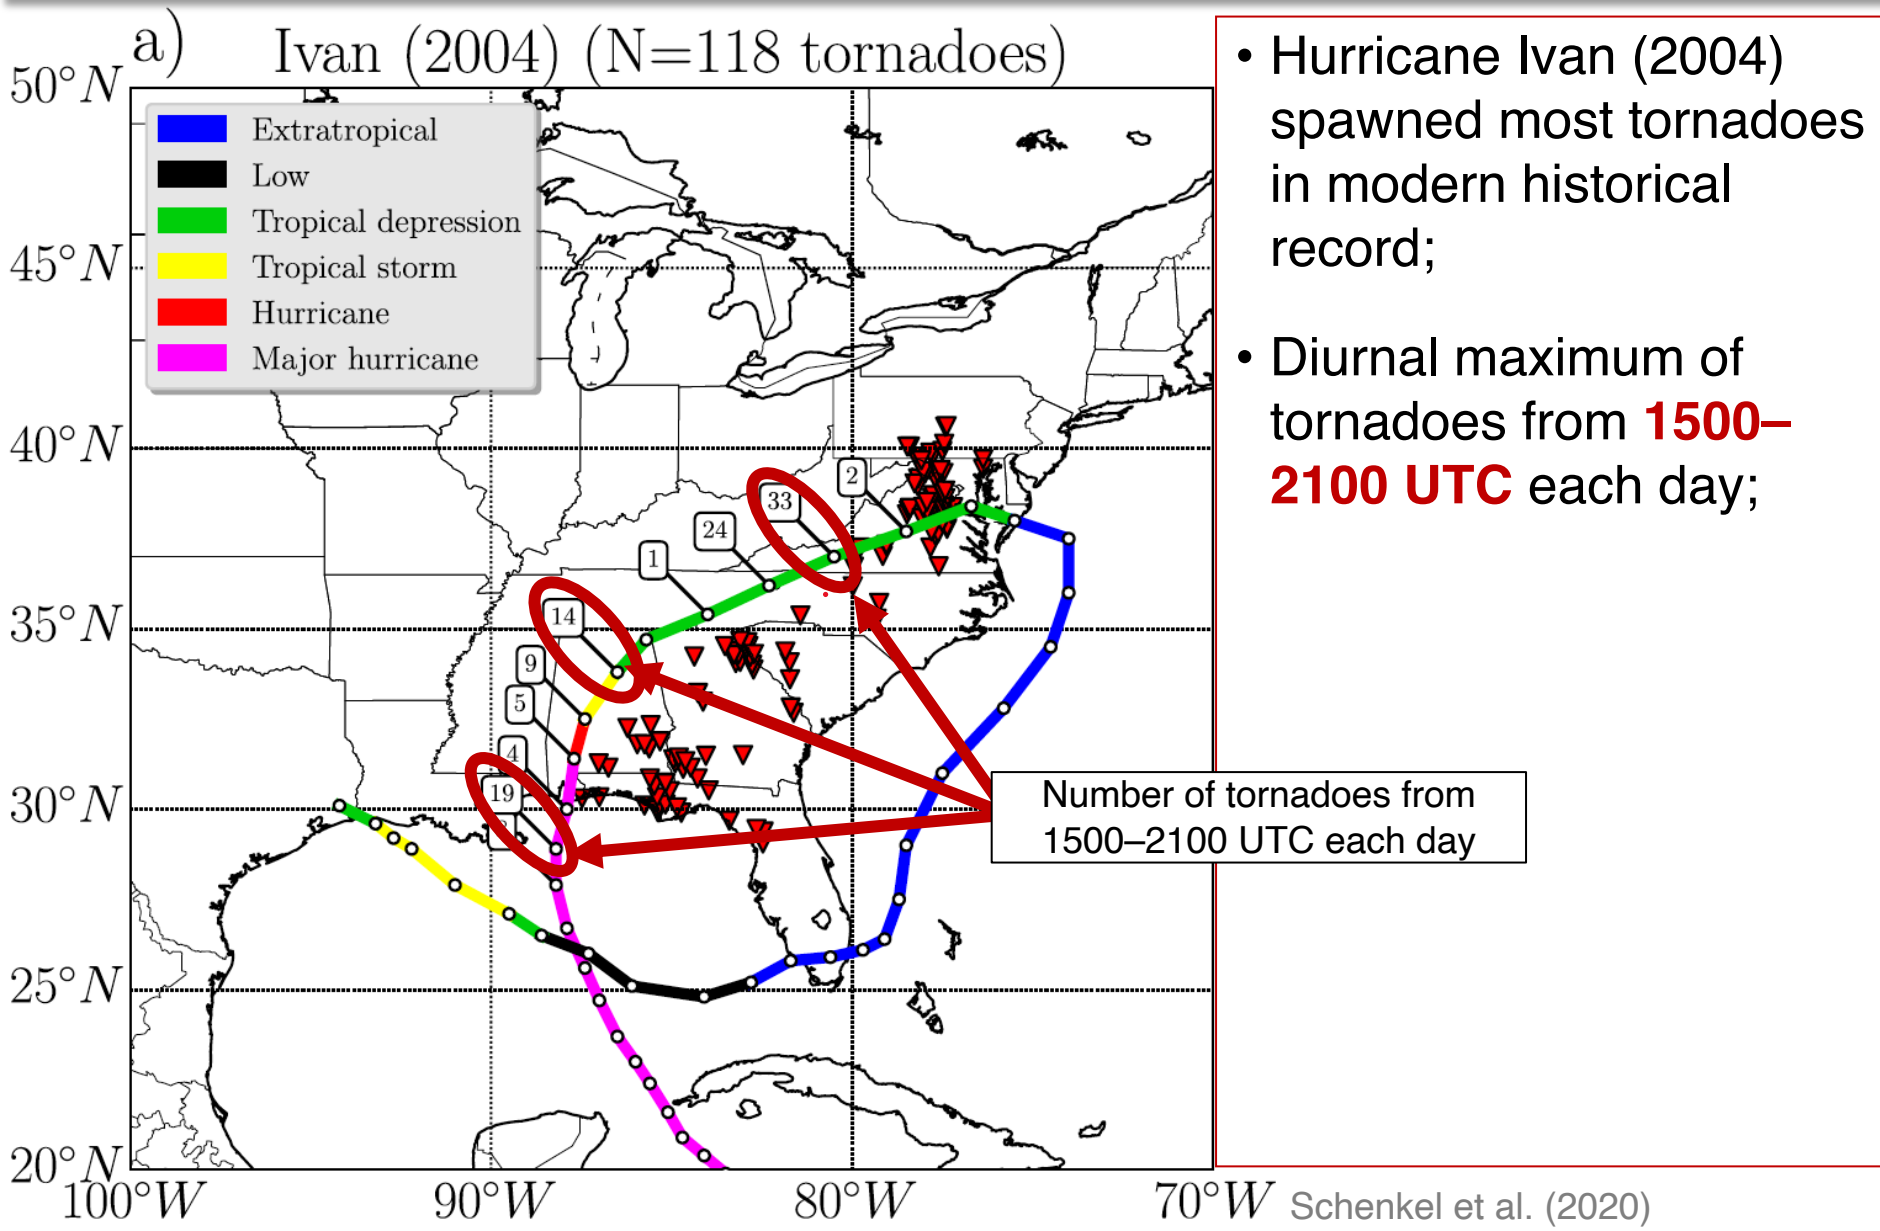 a) Ivan (2004) (N=118 tornadoes)
50°N
45°N
40°N
35°N
30°N
25°N
20°N
100°W
90°W
80°W
70°W
Extratropical
Low
Tropical depression
Tropical storm
Hurricane
Major hurricane
2
33
24
1
14
9
5
4
19
Number of tornadoes from
1500–2100 UTC each day
• Hurricane Ivan (2004)
spawned most tornadoes
in modern historical
record;
• Diurnal maximum of
tornadoes from 1500–
2100 UTC each day;
Schenkel et al. (2020)